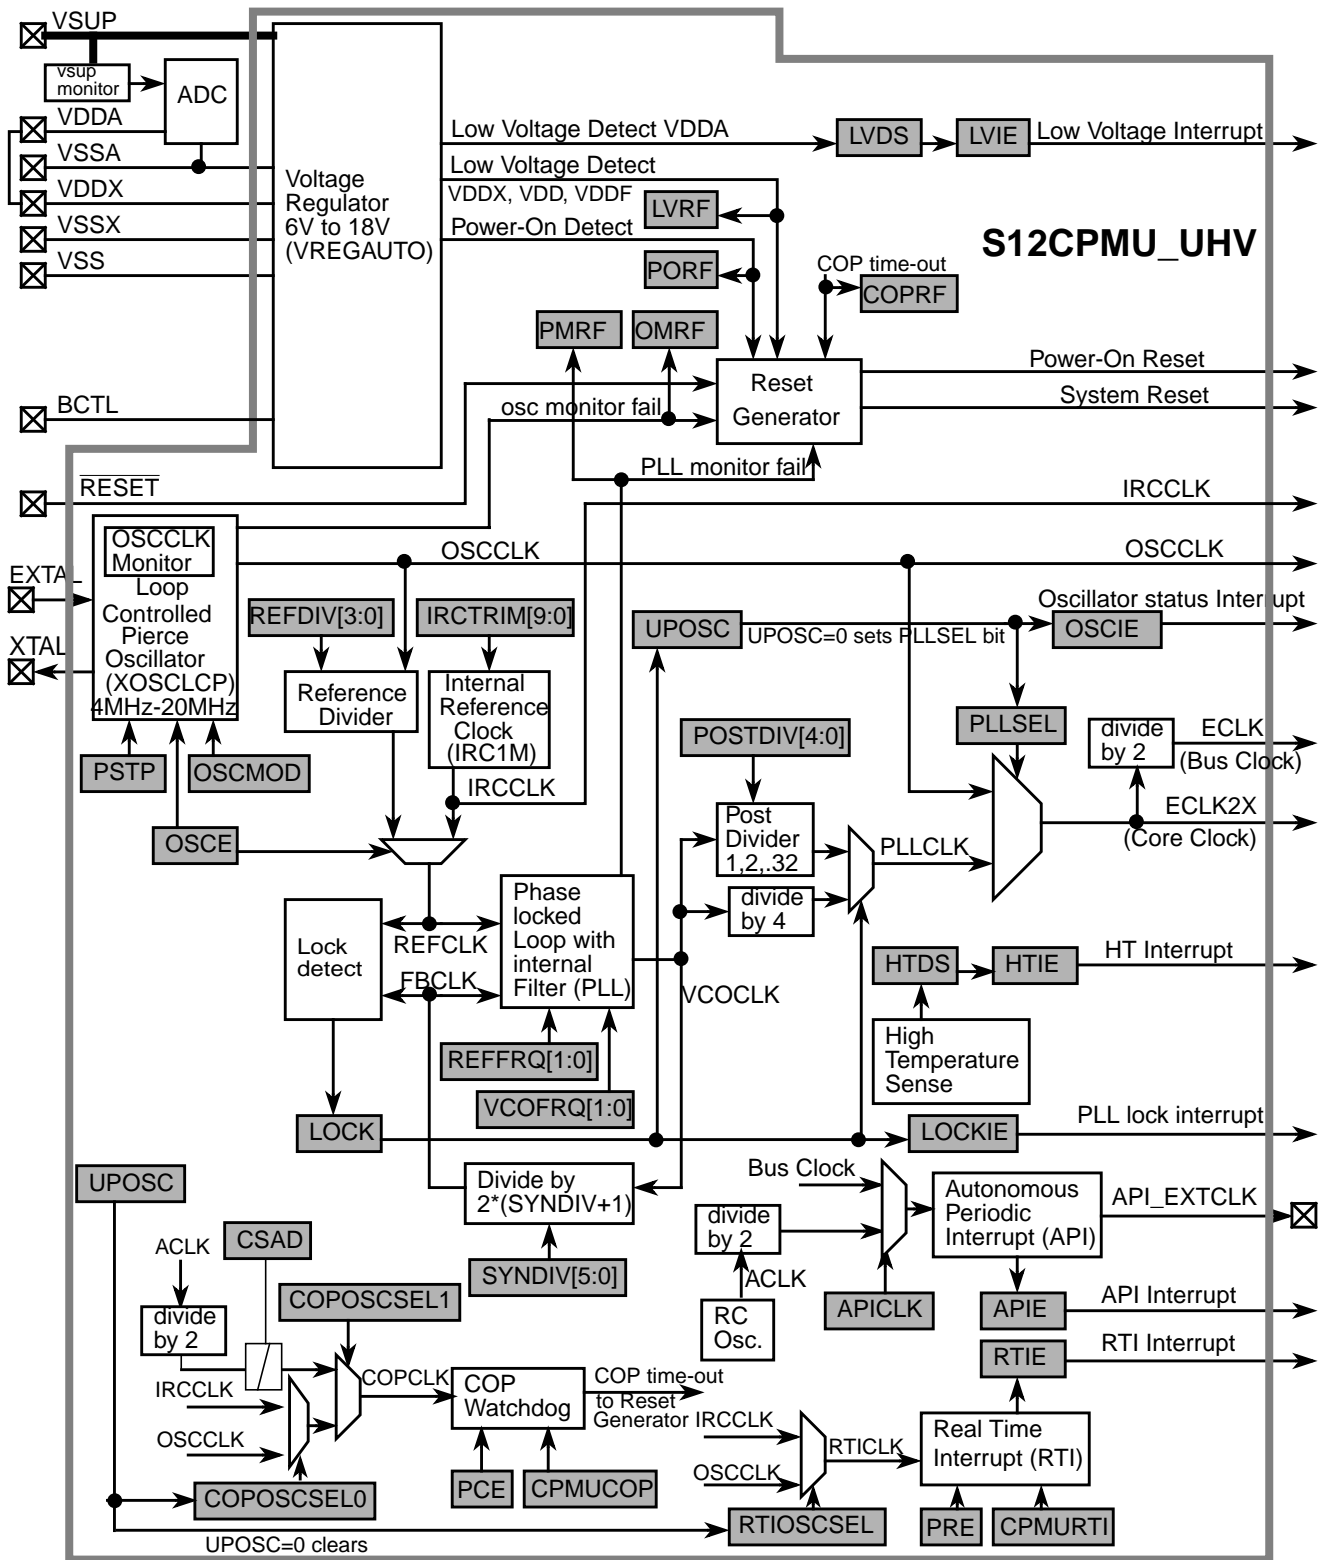 VSUP
vsup
monitor
ADC
VDDA
VSSA
VDDX
VSSX
VSS
BCTL
RESET
Voltage
Regulator
6V to 18V
(VREGAUTO)
Low Voltage Detect VDDA
LVDS
LVIE
Low Voltage Interrupt
Low Voltage Detect
VDDX, VDD, VDDF
LVRF
Power-On Detect
PORF
S12CPMU_UHV
COP time-out
COPRF
PMRF
OMRF
Reset
Generator
Power-On Reset
System Reset
osc monitor fail
PLL monitor fail
IRCCLK
OSCCLK
Monitor
Loop
Controlled
Pierce
Oscillator
(XOSCLCP)
4MHz-20MHz
EXTAL
XTAL
OSCCLK
OSCCLK
REFDIV[3:0]
IRCTRIM[9:0]
UPOSC
UPOSC=0 sets PLLSEL bit
Oscillator status Interrupt
OSCIE
Reference
Divider
Internal
Reference
Clock
(IRC1M)
PSTP
OSCMOD
OSCE
IRCCLK
POSTDIV[4:0]
PLLSEL
divide
by 2
ECLK
(Bus Clock)
ECLK2X
(Core Clock)
Post
Divider
1,2,.32
PLLCLK
divide
by 4
Lock
detect
REFCLK
FBCLK
Phase
locked
Loop with
internal
Filter (PLL)
VCOCLK
REFFRQ[1:0]
VCOFRQ[1:0]
HTDS
HTIE
HT Interrupt
High
Temperature
Sense
LOCK
LOCKIE
PLL lock interrupt
UPOSC
Divide by
2*(SYNDIV+1)
SYNDIV[5:0]
Bus Clock
divide
by 2
ACLK
RC
Osc.
APICLK
Autonomous
Periodic
Interrupt (API)
API_EXTCLK
APIE
API Interrupt
RTIE
RTI Interrupt
ACLK
CSAD
divide
by 2
COPOSCSEL1
IRCCLK
OSCCLK
COPCLK
COP
Watchdog
COP time-out
to Reset
Generator
PCE
CPMUCOP
COPOSCSEL0
UPOSC=0 clears
IRCCLK
OSCCLK
RTICLK
RTIOSCSEL
Real Time
Interrupt (RTI)
PRE
CPMURTI